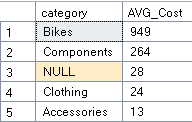 category AVG_Cost
1 Bikes 949
2 Components 264
3 NULL 28
4 Clothing 24
5 Accessories 13